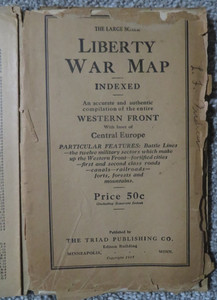 THE LARGE
LIBERTY
WAR MAP
INDEXED
An accurate and authentic
compilation of the entire
WESTERN FRONT
With Inset of
Central Europe
PARTICULAR FEATURES: Battle Lines
—the twelve military sectors which make
up the Western Front—fortified cities
—first and second class roads
—canals—railroads—
forts, forests and
mountains.
Price 50c
Published by
THE TRIAD PUBLISHING CO.
Building
MINNEAPOLIS, MINN.
Copyright